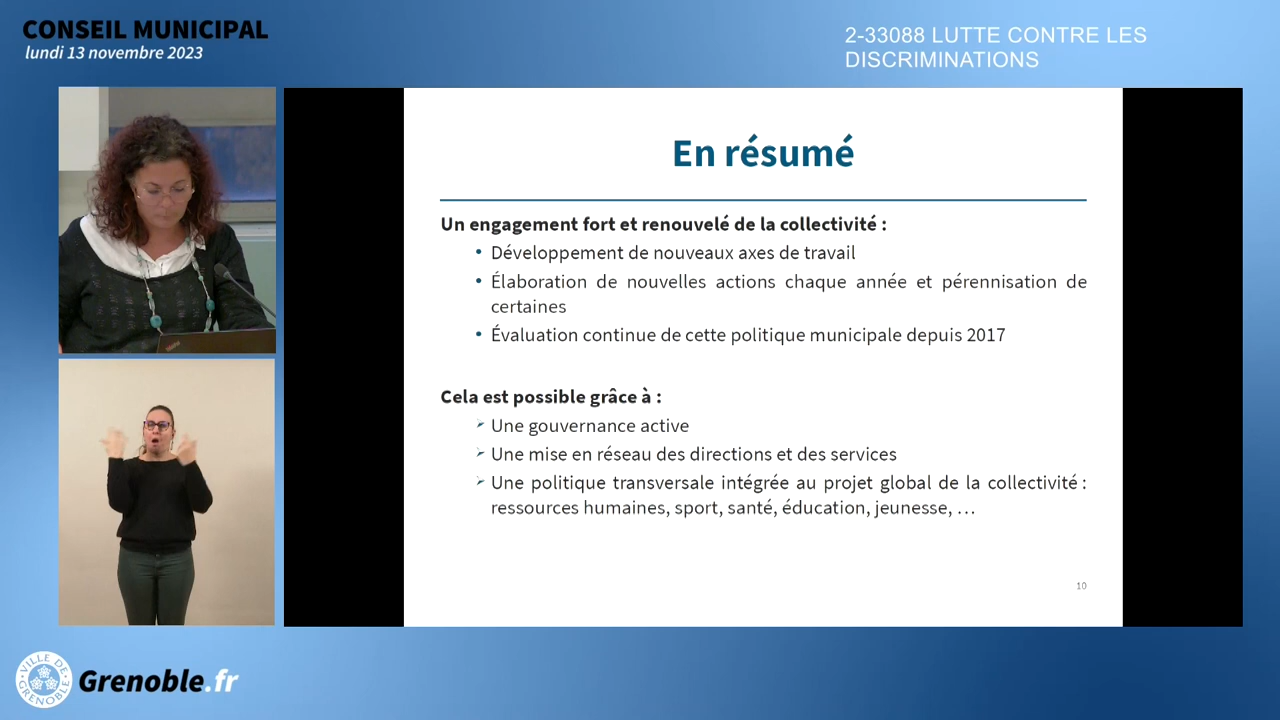 CONSEIL MUNICIPAL
lundi 13 novembre 2023
2-33088 LUTTE CONTRE LES
DISCRIMINATIONS
En résumé
Un engagement fort et renouvelé de la collectivité :
• Développement de nouveaux axes de travail
• Élaboration de nouvelles actions chaque année et pérennisation de
certaines
• Évaluation continue de cette politique municipale depuis 2017
Cela est possible grâce à :
➢ Une gouvernance active
➢ Une mise en réseau des directions et des services
➢ Une politique transversale intégrée au projet global de la collectivité :
ressources humaines, sport, santé, éducation, jeunesse, …
10
VILLE DE
GRENOBLE
Grenoble.fr